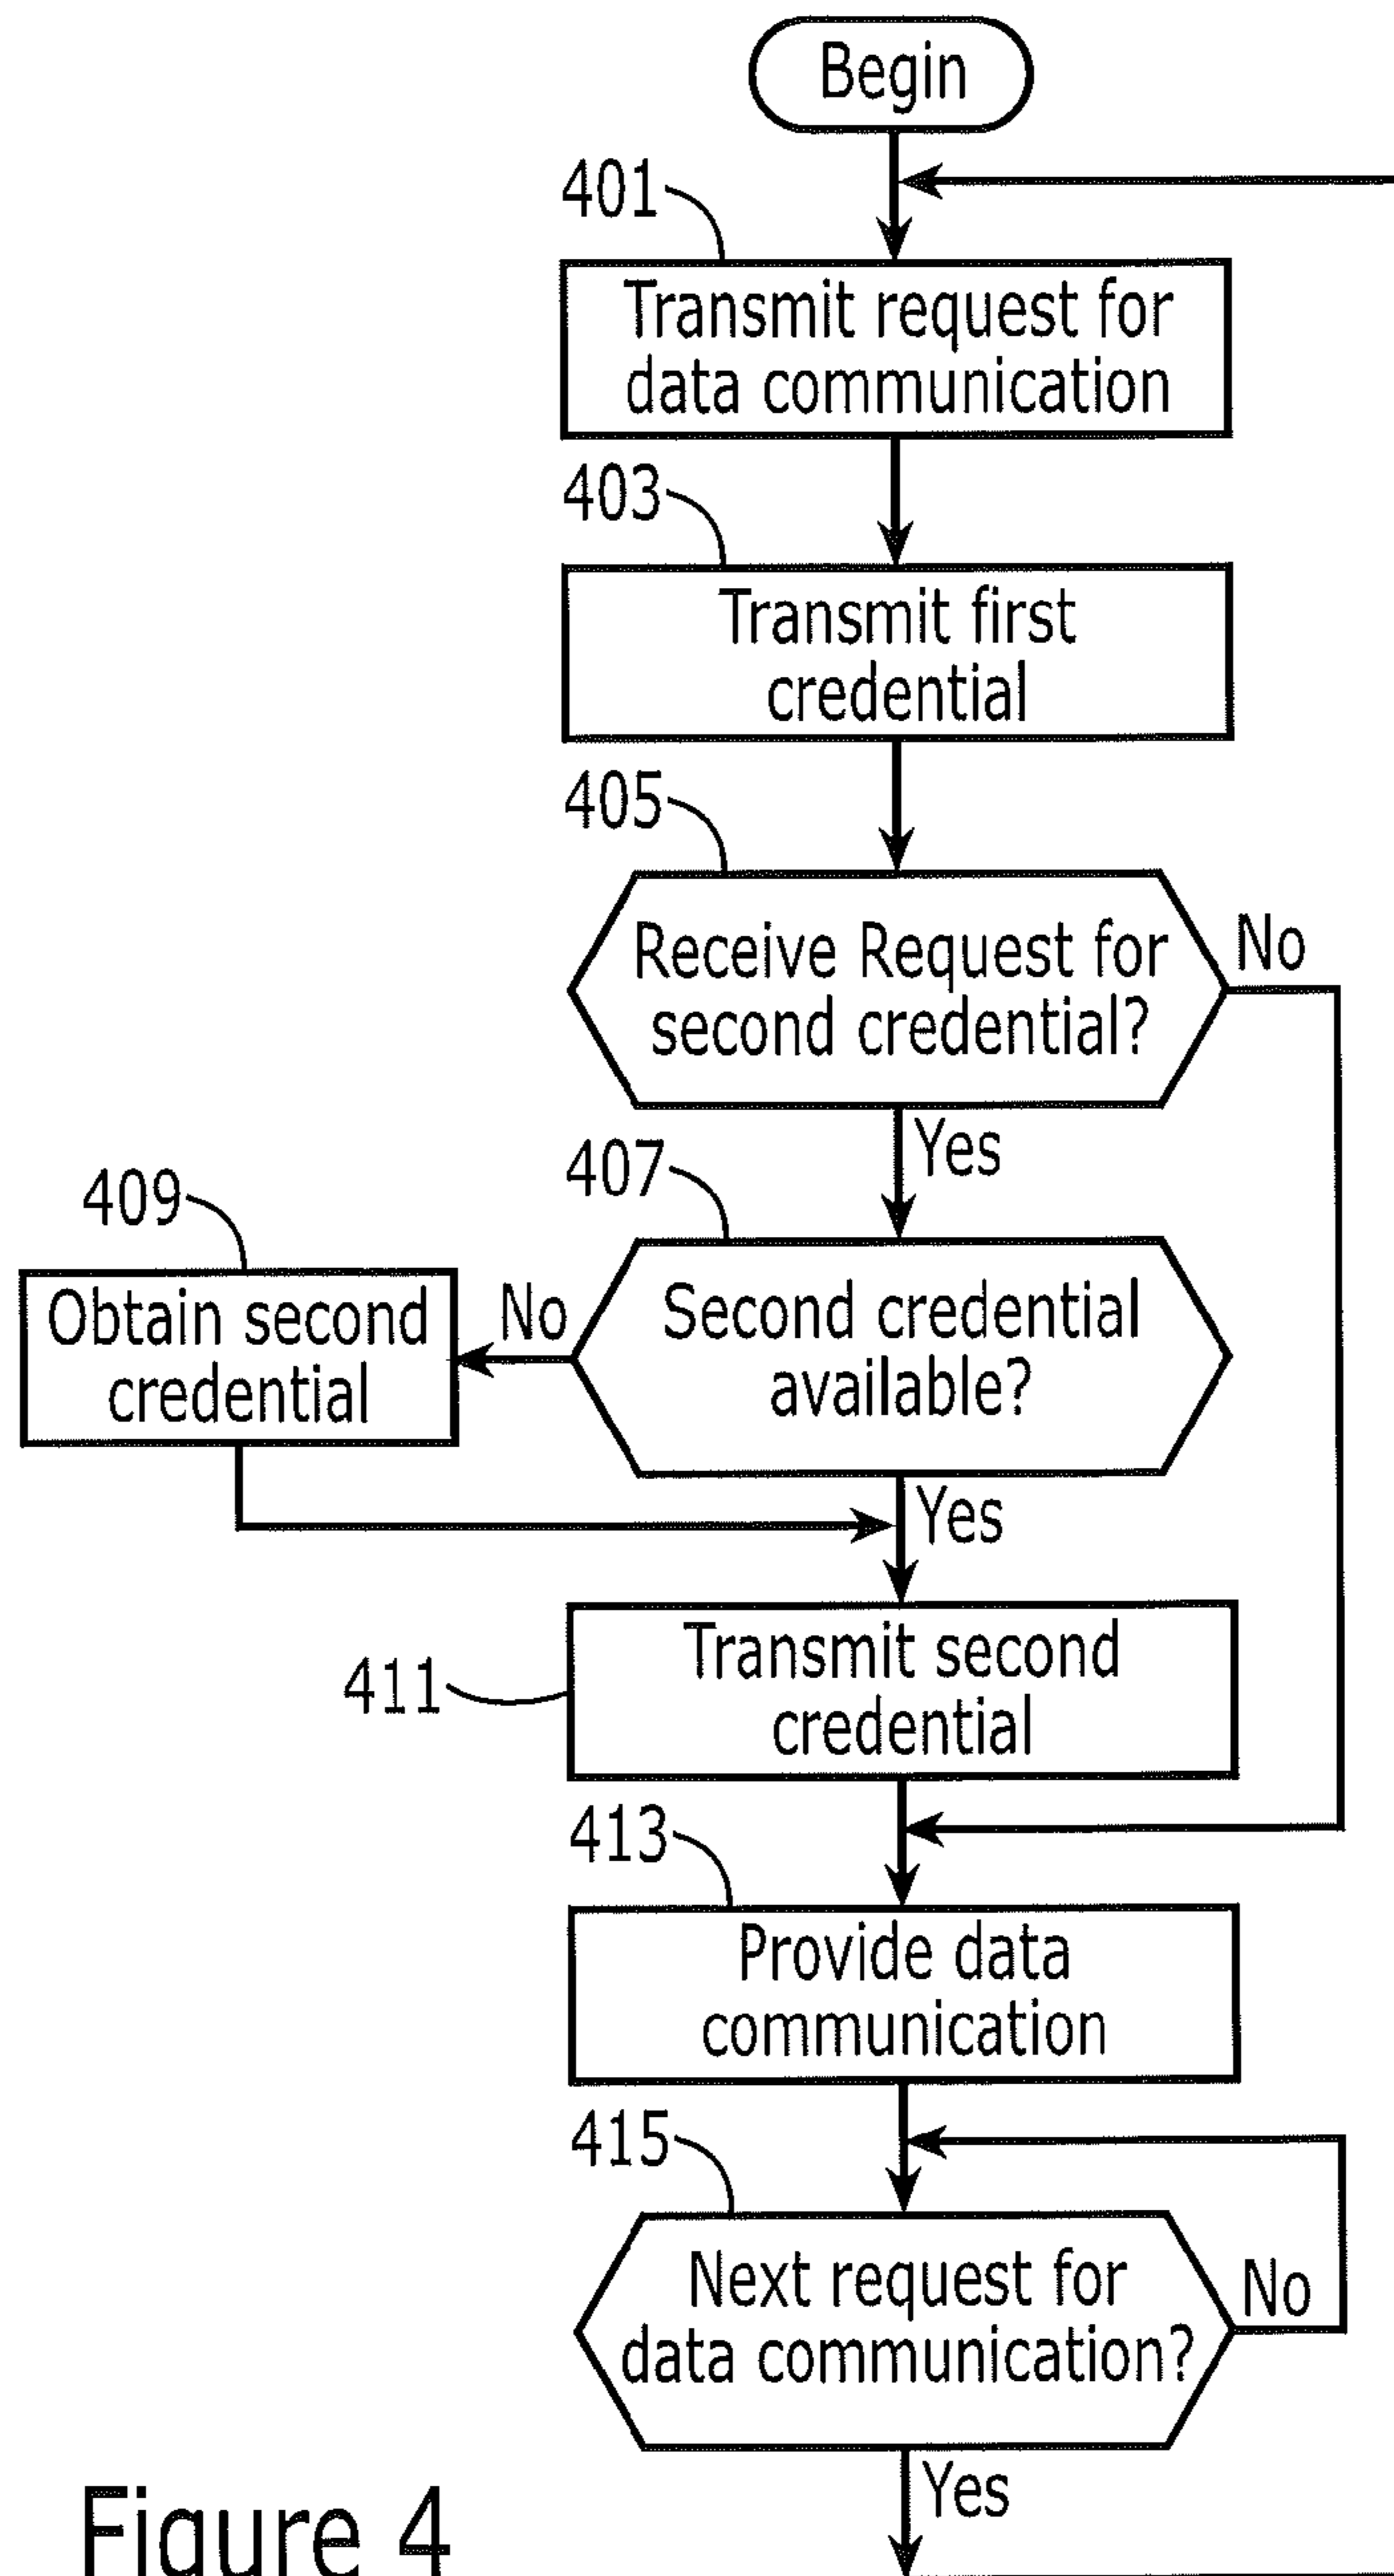 Begin
401
Transmit request for
data communication
403
Transmit first
credential
405
Receive Request for
second credential?
No
Yes
407
409
Obtain second
credential
No
Second credential
available?
Yes
Transmit second
credential
411
413
Provide data
communication
415
Next request for
data communication?
No
Yes
Figure 4